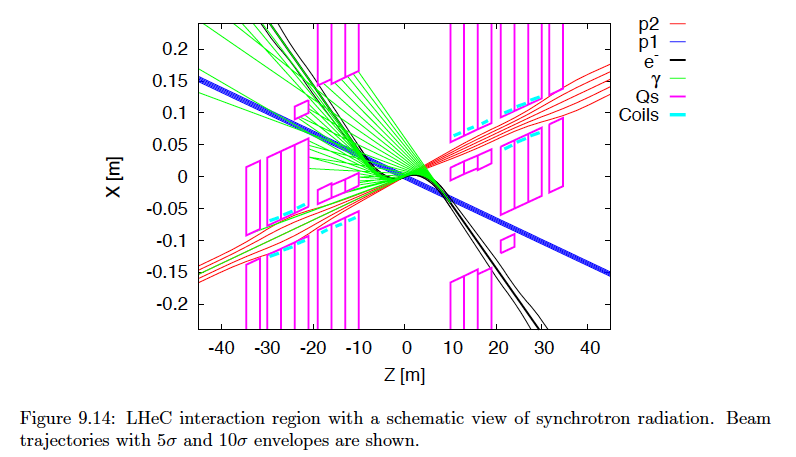 p2
p1
e-
γ
Qs
Coils
0.2
0.15
0.1
0.05
0
-0.05
-0.1
-0.15
-0.2
X [m]
-40 -30 -20 -10 0 10 20 30 40
Z [m]
Figure 9.14: LHeC interaction region with a schematic view of synchrotron radiation. Beam
trajectories with 5σ and 10σ envelopes are shown.